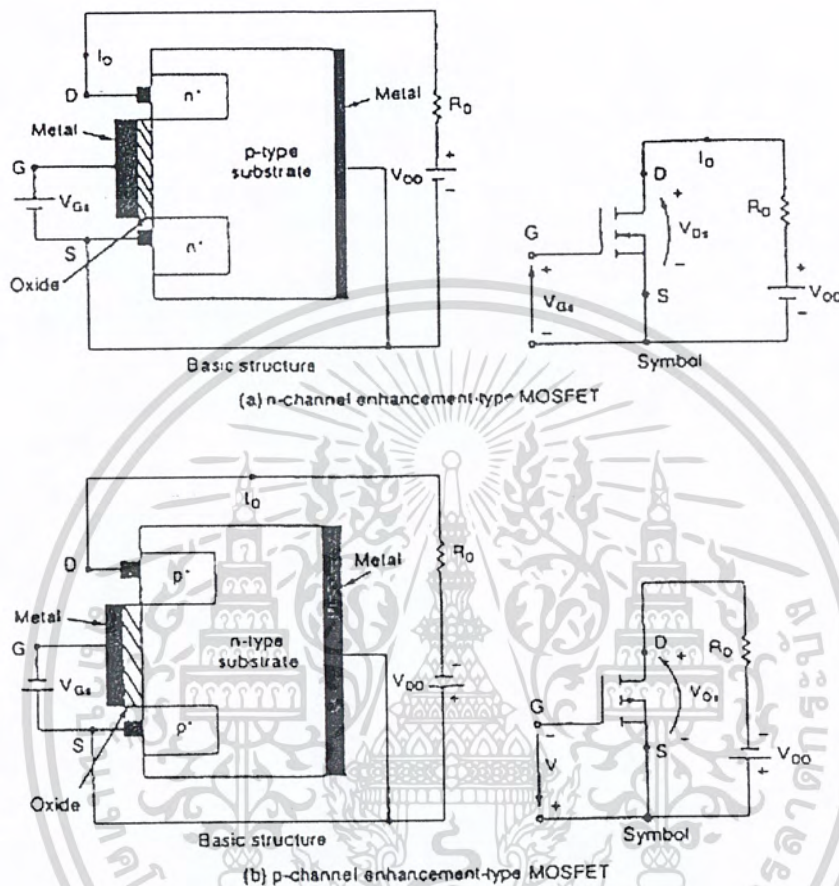 I_D
D
n+
Metal
Metal
R_D
G
p-type
substrate
V_DD
+
-
V_Gs
S
n+
Oxide
Basic structure
I_D
D
+
R_D
V_Ds
G
-
+
S
+
V_DD
-
V_Gs
-
Symbol
(a) n-channel enhancement-type MOSFET
I_D
D
p+
Metal
Metal
R_D
G
n-type
substrate
-
V_DD
+
V_Gs
S
p+
Oxide
Basic structure
D
+
R_D
V_Ds
G
-
-
S
-
V_DD
+
V
+
Symbol
(b) p-channel enhancement-type MOSFET